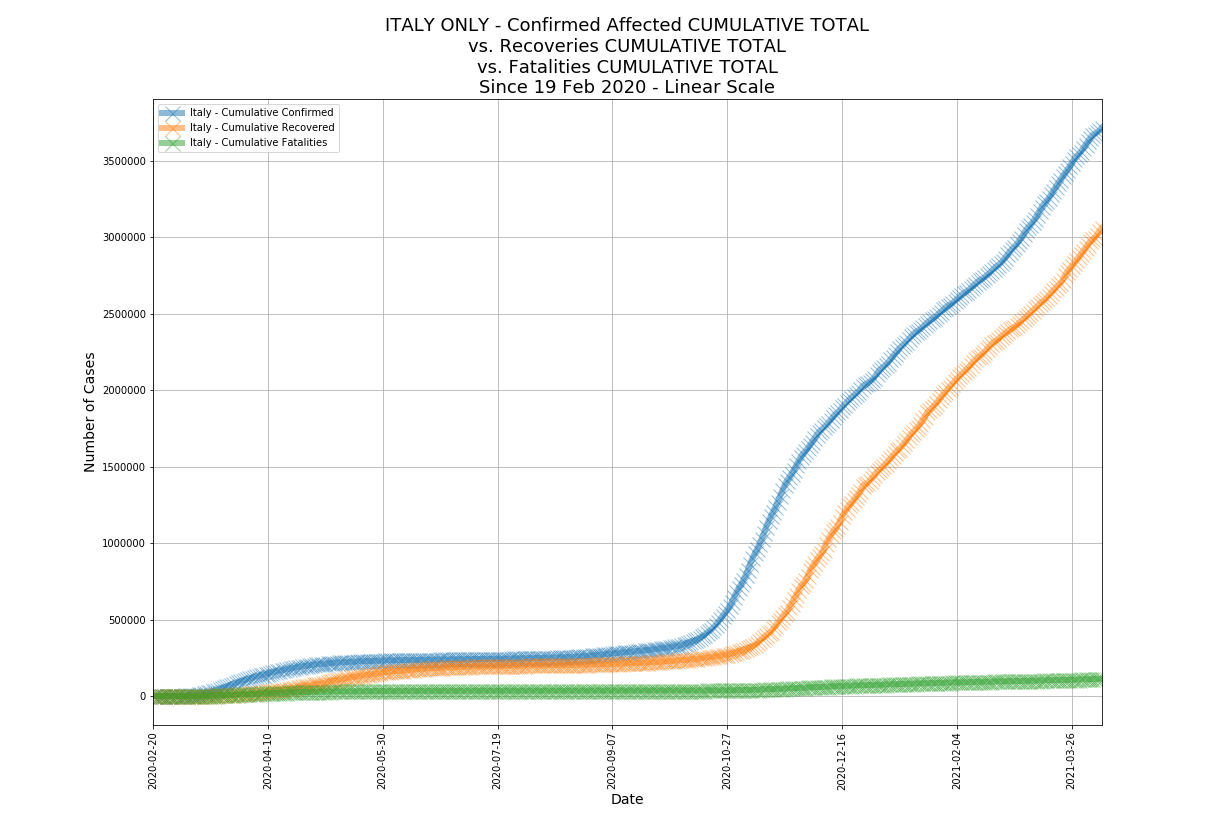 ITALY ONLY - Confirmed Affected CUMULATIVE TOTAL
vs. Recoveries CUMULATIVE TOTAL
vs. Fatalities CUMULATIVE TOTAL
Since 19 Feb 2020 - Linear Scale
Italy - Cumulative Confirmed
Italy - Cumulative Recovered
Italy - Cumulative Fatalities
Number of Cases
3500000
3000000
2500000
2000000
1500000
1000000
500000
0
2020-02-20
2020-04-10
2020-05-30
2020-07-19
2020-09-07
2020-10-27
2020-12-16
2021-02-04
2021-03-26
Date